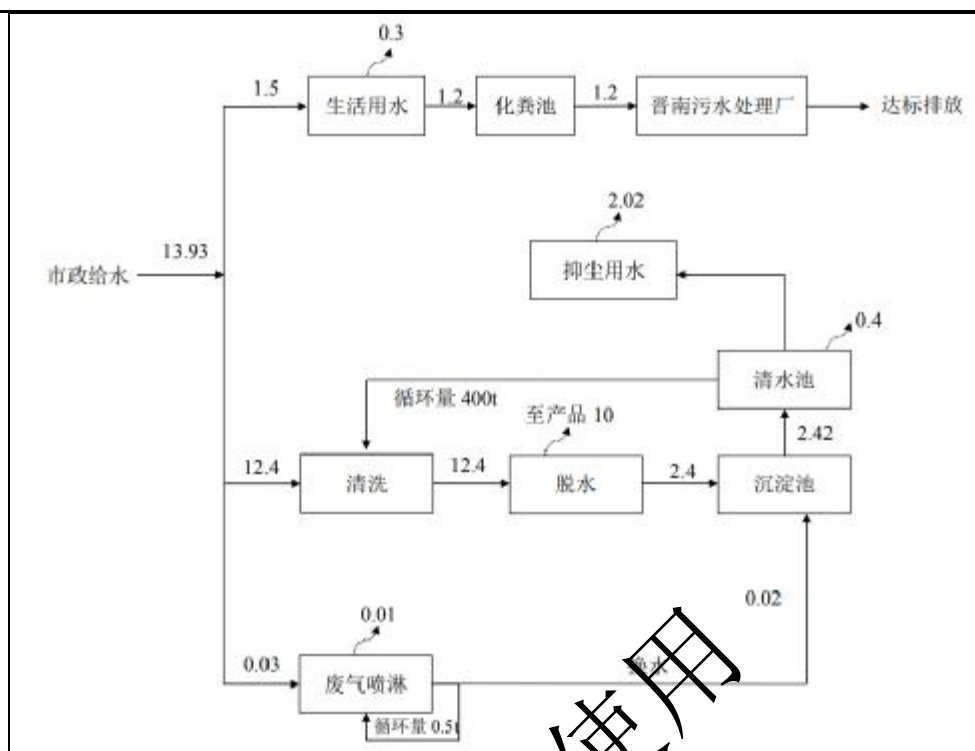 0.3
1.5
生活用水
1.2
化粪池
1.2
晋南污水处理厂
达标排放
2.02
抑尘用水
市政给水
13.93
0.4
清水池
循环量 400t
至产品 10
2.42
12.4
清洗
12.4
脱水
2.4
沉淀池
0.02
0.01
0.03
废气喷淋
换水
循环量 0.5t
使用